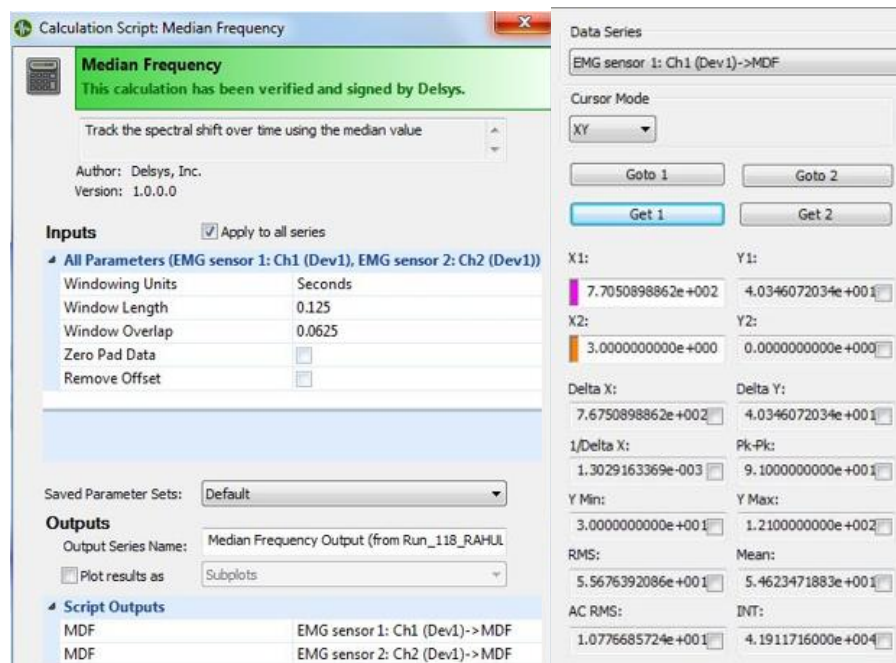 Calculation Script: Median Frequency
Median Frequency
This calculation has been verified and signed by Delsys.
Track the spectral shift over time using the median value
Author: Delsys, Inc.
Version: 1.0.0.0
Inputs
Apply to all series
All Parameters (EMG sensor 1: Ch1 (Dev1), EMG sensor 2: Ch2 (Dev1))
Windowing Units Seconds
Window Length 0.125
Window Overlap 0.0625
Zero Pad Data
Remove Offset
Saved Parameter Sets: Default
Outputs
Output Series Name: Median Frequency Output (from Run_118_RAHUL
Plot results as Subplots
Script Outputs
MDF EMG sensor 1: Ch1 (Dev1)->MDF
MDF EMG sensor 2: Ch2 (Dev1)->MDF
Data Series
EMG sensor 1: Ch1 (Dev1)->MDF
Cursor Mode
XY
Goto 1 Goto 2
Get 1 Get 2
X1: Y1:
7.7050898862e+002 4.0346072034e+001
X2: Y2:
3.0000000000e+000 0.0000000000e+000
Delta X: Delta Y:
7.6750898862e+002 4.0346072034e+001
1/Delta X: Pk-Pk:
1.3029163369e-003 9.1000000000e+001
Y Min: Y Max:
3.0000000000e+001 1.2100000000e+002
RMS: Mean:
5.5676392086e+001 5.4623471883e+001
AC RMS: INT:
1.0776685724e+001 4.1911716000e+004